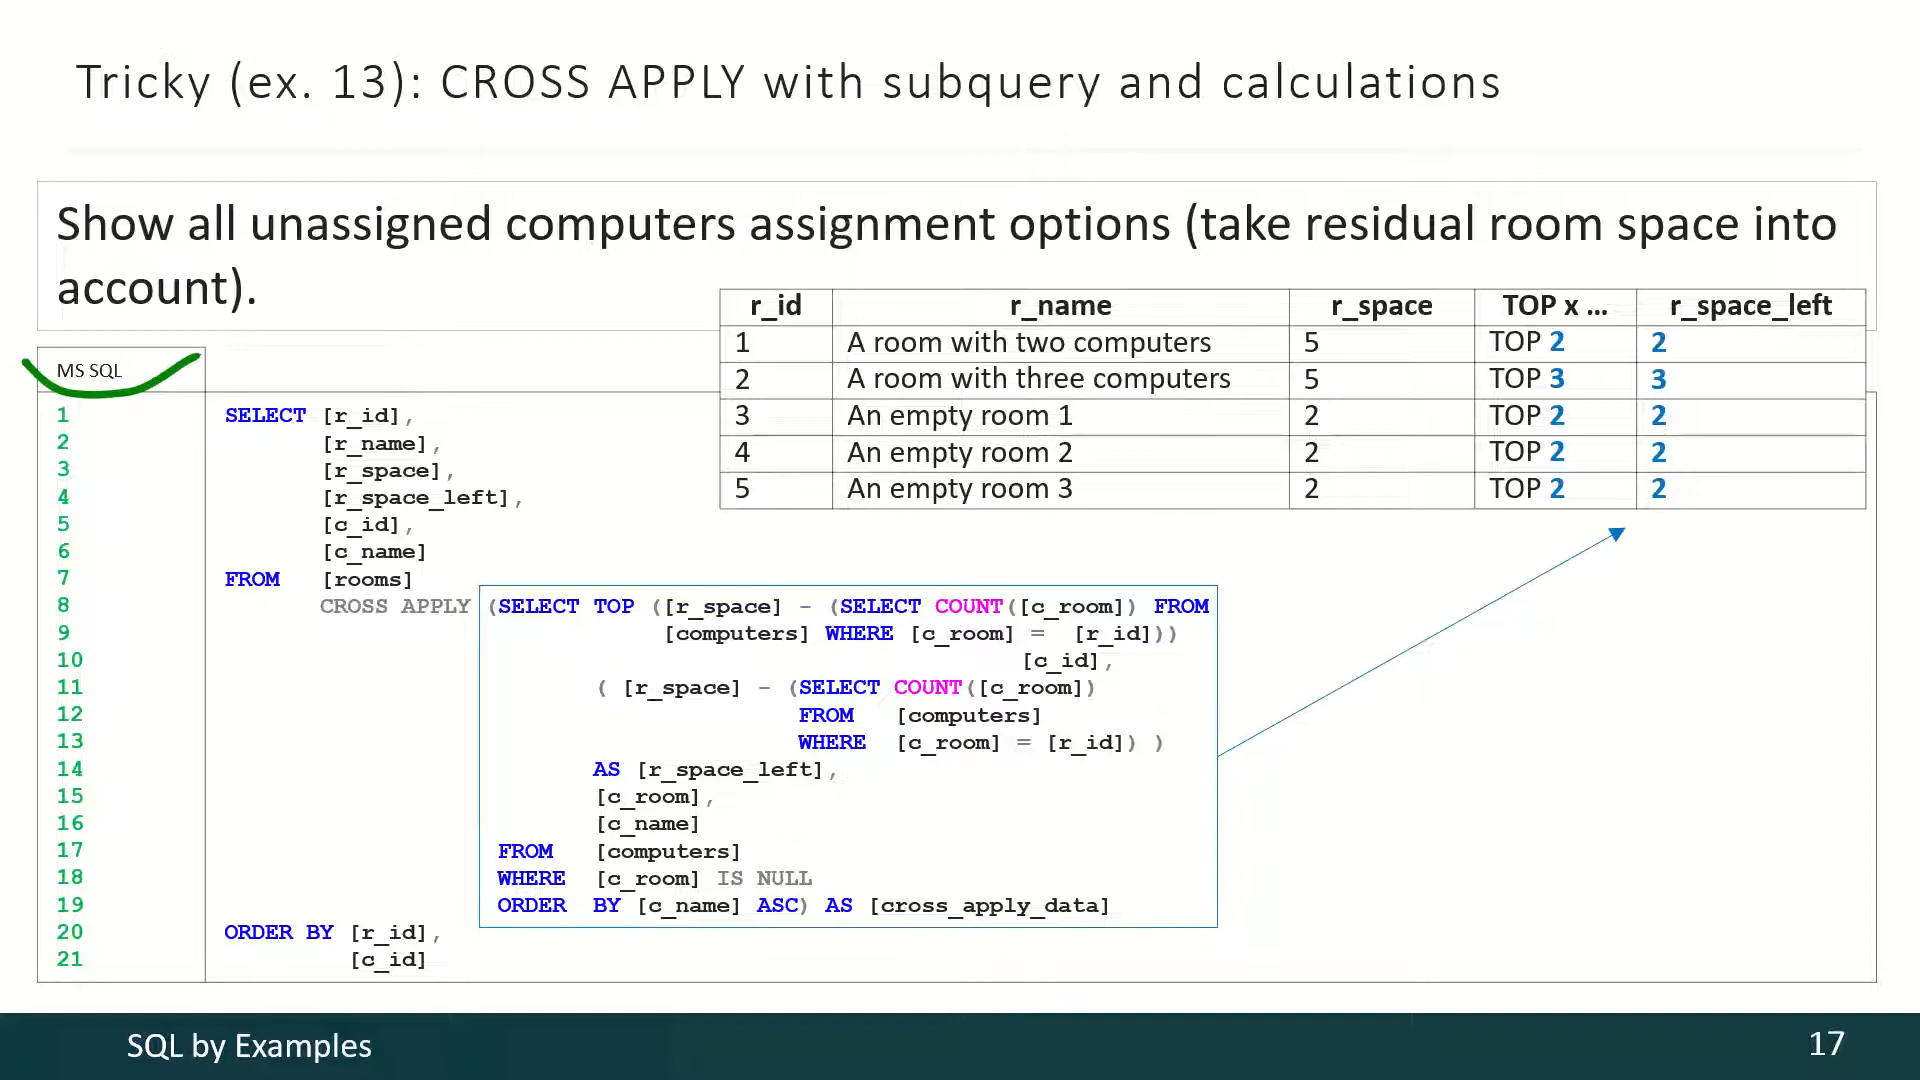 Tricky (ex. 13): CROSS APPLY with subquery and calculations
Show all unassigned computers assignment options (take residual room space into
account).
r_id r_name r_space TOP x … r_space_left
1 A room with two computers 5 TOP 2 2
2 A room with three computers 5 TOP 3 3
3 An empty room 1 2 TOP 2 2
4 An empty room 2 2 TOP 2 2
5 An empty room 3 2 TOP 2 2
MS SQL
1 SELECT [r_id],
2 [r_name],
3 [r_space],
4 [r_space_left],
5 [c_id],
6 [c_name]
7 FROM [rooms]
8 CROSS APPLY (SELECT TOP ([r_space] - (SELECT COUNT([c_room]) FROM
9 [computers] WHERE [c_room] = [r_id]))
10 [c_id],
11 ( [r_space] - (SELECT COUNT([c_room])
12 FROM [computers]
13 WHERE [c_room] = [r_id]) )
14 AS [r_space_left],
15 [c_room],
16 [c_name]
17 FROM [computers]
18 WHERE [c_room] IS NULL
19 ORDER BY [c_name] ASC) AS [cross_apply_data]
20 ORDER BY [r_id],
21 [c_id]
SQL by Examples 17